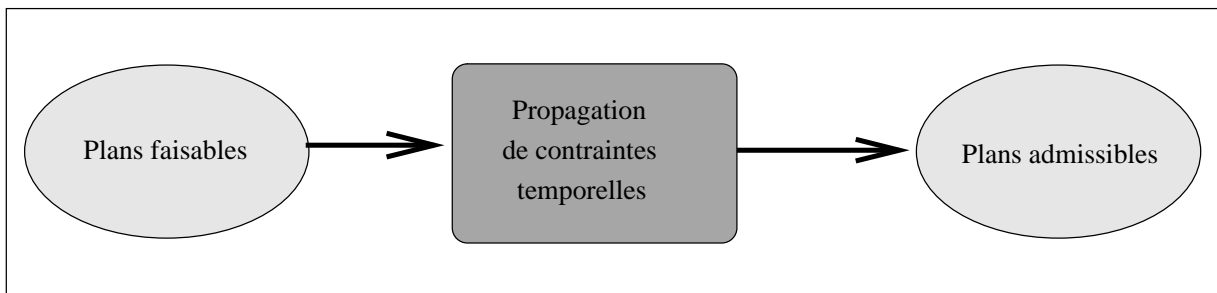 Plans faisables
Propagation
de contraintes
temporelles
Plans admissibles